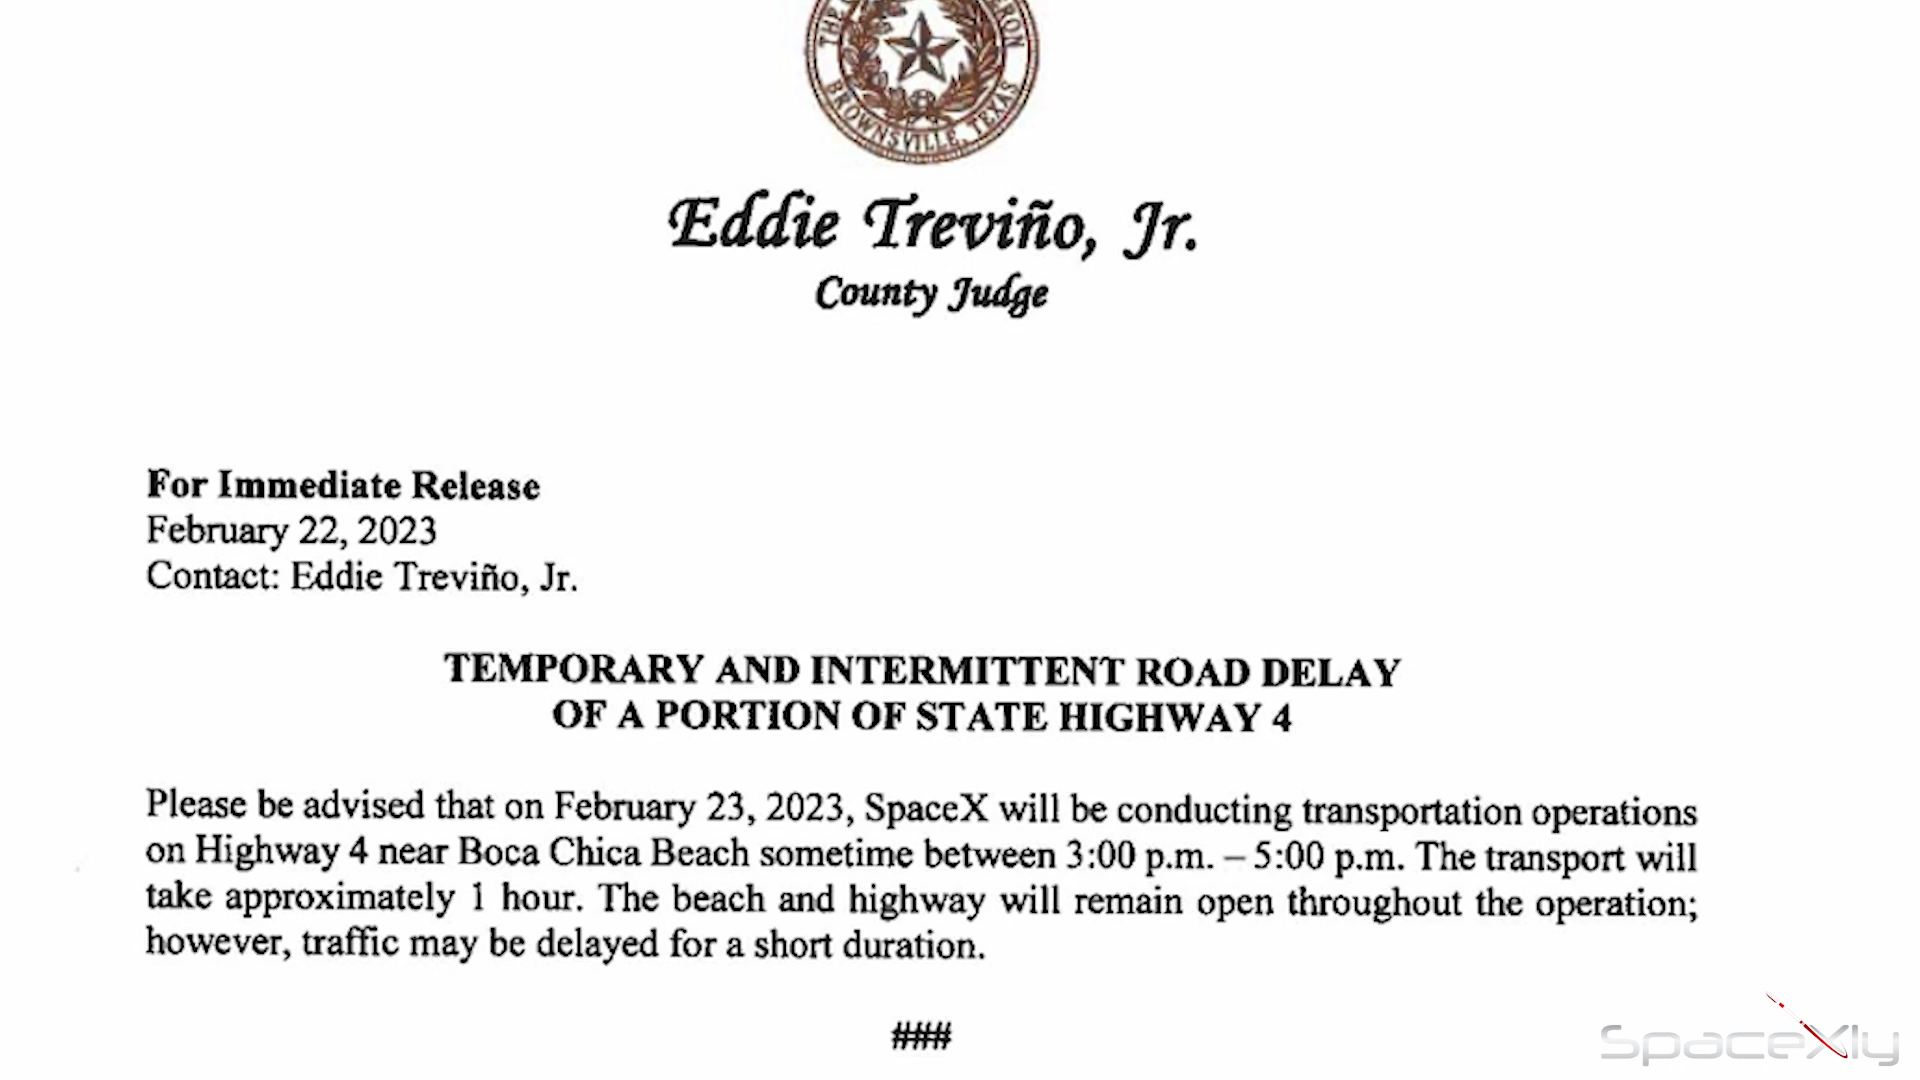 BROWNSVILLE, TEXAS
Eddie Treviño, Jr.
County Judge
For Immediate Release
February 22, 2023
Contact: Eddie Treviño, Jr.
TEMPORARY AND INTERMITTENT ROAD DELAY
OF A PORTION OF STATE HIGHWAY 4
Please be advised that on February 23, 2023, SpaceX will be conducting transportation operations
on Highway 4 near Boca Chica Beach sometime between 3:00 p.m. – 5:00 p.m. The transport will
take approximately 1 hour. The beach and highway will remain open throughout the operation;
however, traffic may be delayed for a short duration.
###
SpaceXly